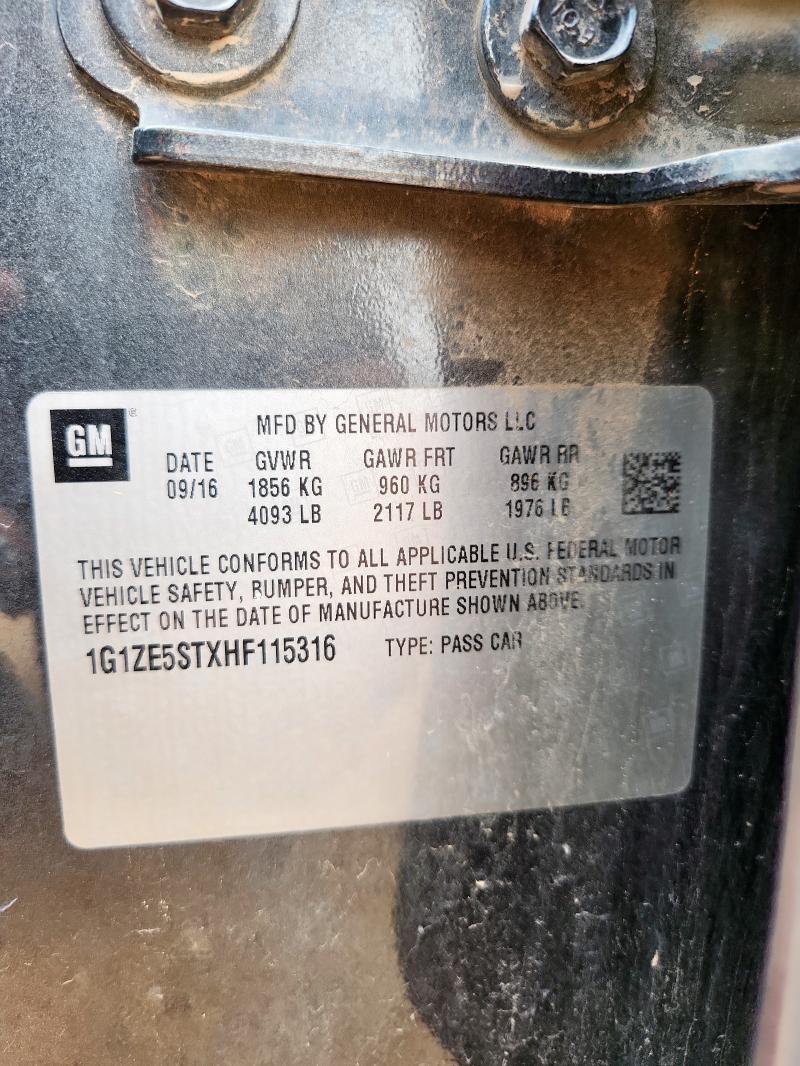 GM
MFD BY GENERAL MOTORS LLC
DATE GVWR GAWR FRT GAWR RR
09/16 1856 KG 960 KG 896 KG
4093 LB 2117 LB 1976 LB
THIS VEHICLE CONFORMS TO ALL APPLICABLE U.S. FEDERAL MOTOR
VEHICLE SAFETY, BUMPER, AND THEFT PREVENTION STANDARDS IN
EFFECT ON THE DATE OF MANUFACTURE SHOWN ABOVE.
1G1ZE5STXHF115316 TYPE: PASS CAR